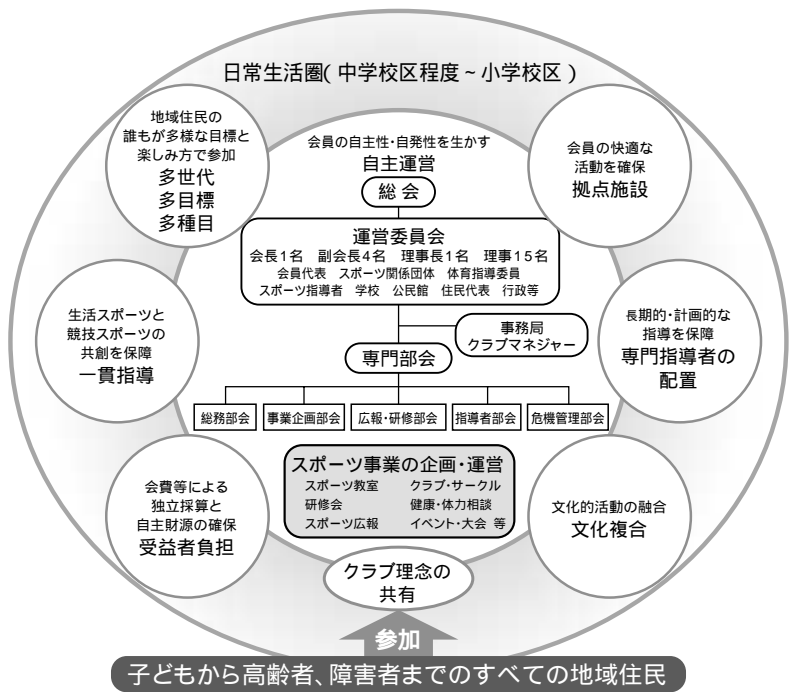 日常生活圏(中学校区程度~小学校区)
地域住民の
誰もが多様な目標と
楽しみ方で参加
多世代
多目標
多種目
会員の自主性・自発性を生かす
自主運営
総 会
会員の快適な
活動を確保
拠点施設
運営委員会
会長1名 副会長4名 理事長1名 理事15名
会員代表 スポーツ関係団体 体育指導委員
スポーツ指導者 学校 公民館 住民代表 行政等
生活スポーツと
競技スポーツの
共創を保障
一貫指導
事務局
クラブマネジャー
専門部会
長期的・計画的な
指導を保障
専門指導者の
配置
総務部会 事業企画部会 広報・研修部会 指導者部会 危機管理部会
会費等による
独立採算と
自主財源の確保
受益者負担
スポーツ事業の企画・運営
スポーツ教室 クラブ・サークル
研修会 健康・体力相談
スポーツ広報 イベント・大会 等
文化的活動の融合
文化複合
クラブ理念の
共有
参加
子どもから高齢者、障害者までのすべての地域住民